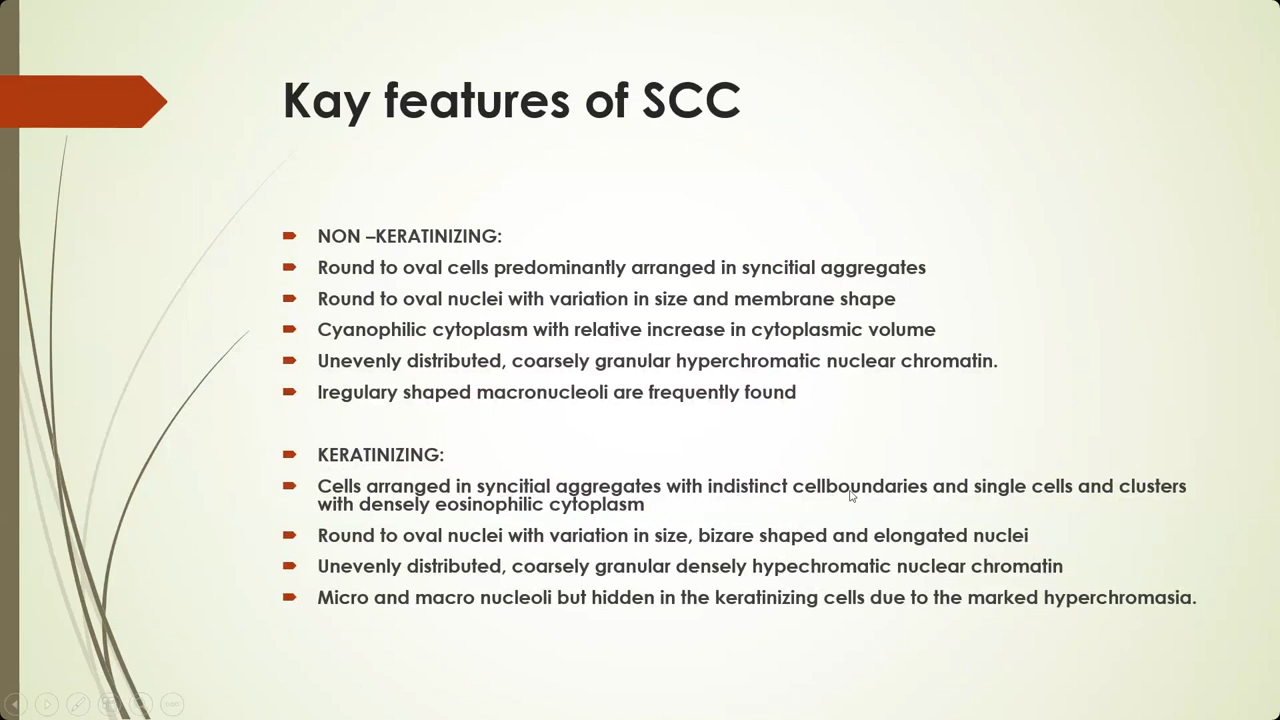 Kay features of SCC
NON –KERATINIZING:
Round to oval cells predominantly arranged in syncitial aggregates
Round to oval nuclei with variation in size and membrane shape
Cyanophilic cytoplasm with relative increase in cytoplasmic volume
Unevenly distributed, coarsely granular hyperchromatic nuclear chromatin.
Iregulary shaped macronucleoli are frequently found
KERATINIZING:
Cells arranged in syncitial aggregates with indistinct cellboundaries and single cells and clusters
with densely eosinophilic cytoplasm
Round to oval nuclei with variation in size, bizare shaped and elongated nuclei
Unevenly distributed, coarsely granular densely hypechromatic nuclear chromatin
Micro and macro nucleoli but hidden in the keratinizing cells due to the marked hyperchromasia.